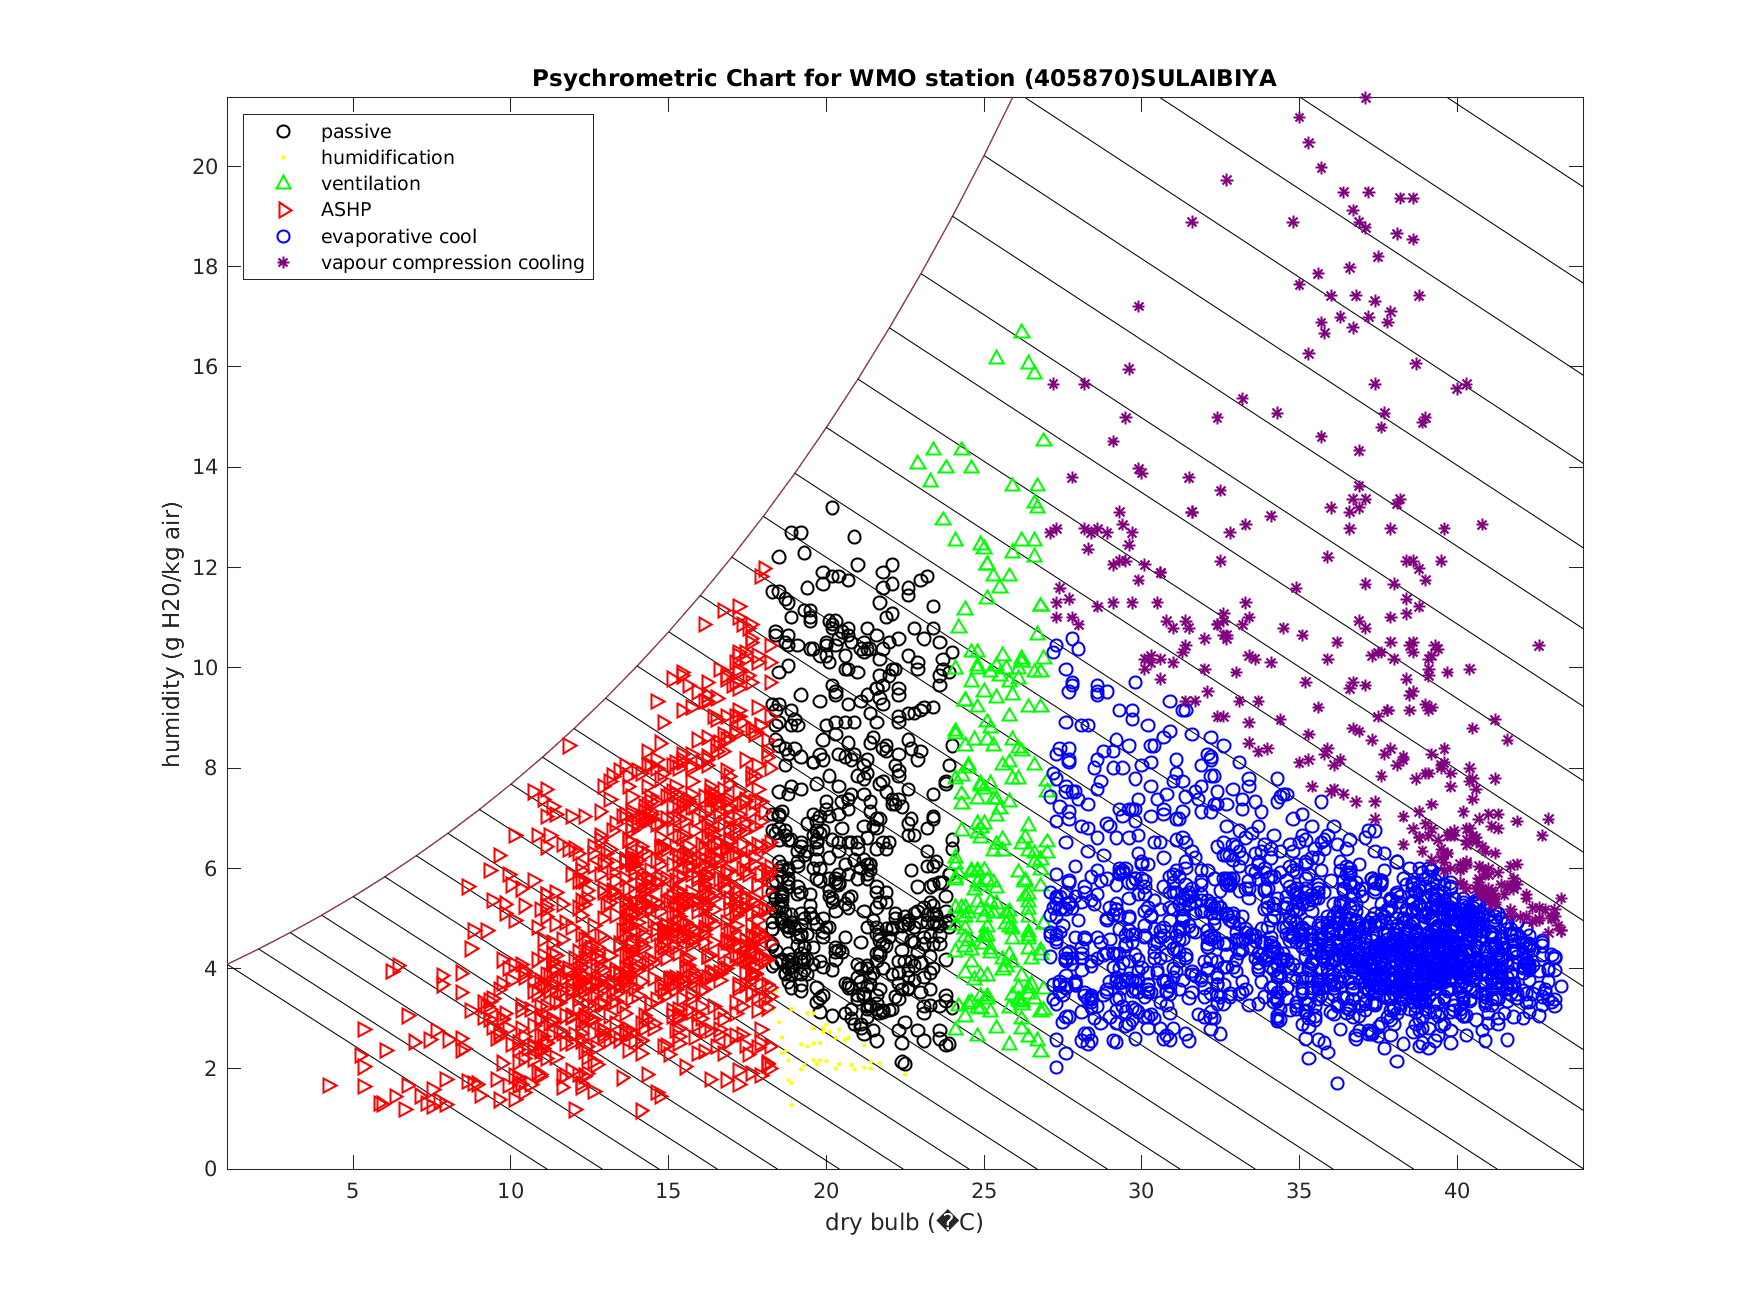 Psychrometric Chart for WMO station (405870)SULAIBIYA
passive
humidification
ventilation
ASHP
evaporative cool
vapour compression cooling
humidity (g H20/kg air)
20
18
16
14
12
10
8
6
4
2
0
5 10 15 20 25 30 35 40
dry bulb (�C)